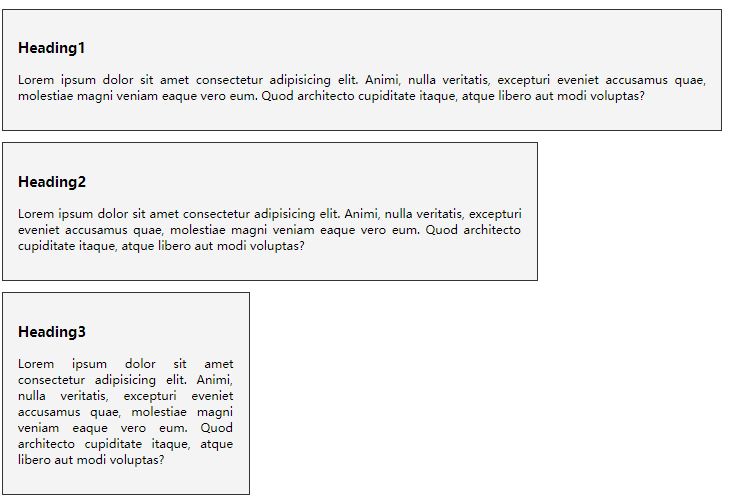 Heading1
Lorem ipsum dolor sit amet consectetur adipisicing elit. Animi, nulla veritatis, excepturi eveniet accusamus quae,
molestiae magni veniam eaque vero eum. Quod architecto cupiditate itaque, atque libero aut modi voluptas?
Heading2
Lorem ipsum dolor sit amet consectetur adipisicing elit. Animi, nulla veritatis, excepturi
eveniet accusamus quae, molestiae magni veniam eaque vero eum. Quod architecto
cupiditate itaque, atque libero aut modi voluptas?
Heading3
Lorem ipsum dolor sit amet
consectetur adipisicing elit. Animi,
nulla veritatis, excepturi eveniet
accusamus quae, molestiae magni
veniam eaque vero eum. Quod
architecto cupiditate itaque, atque
libero aut modi voluptas?